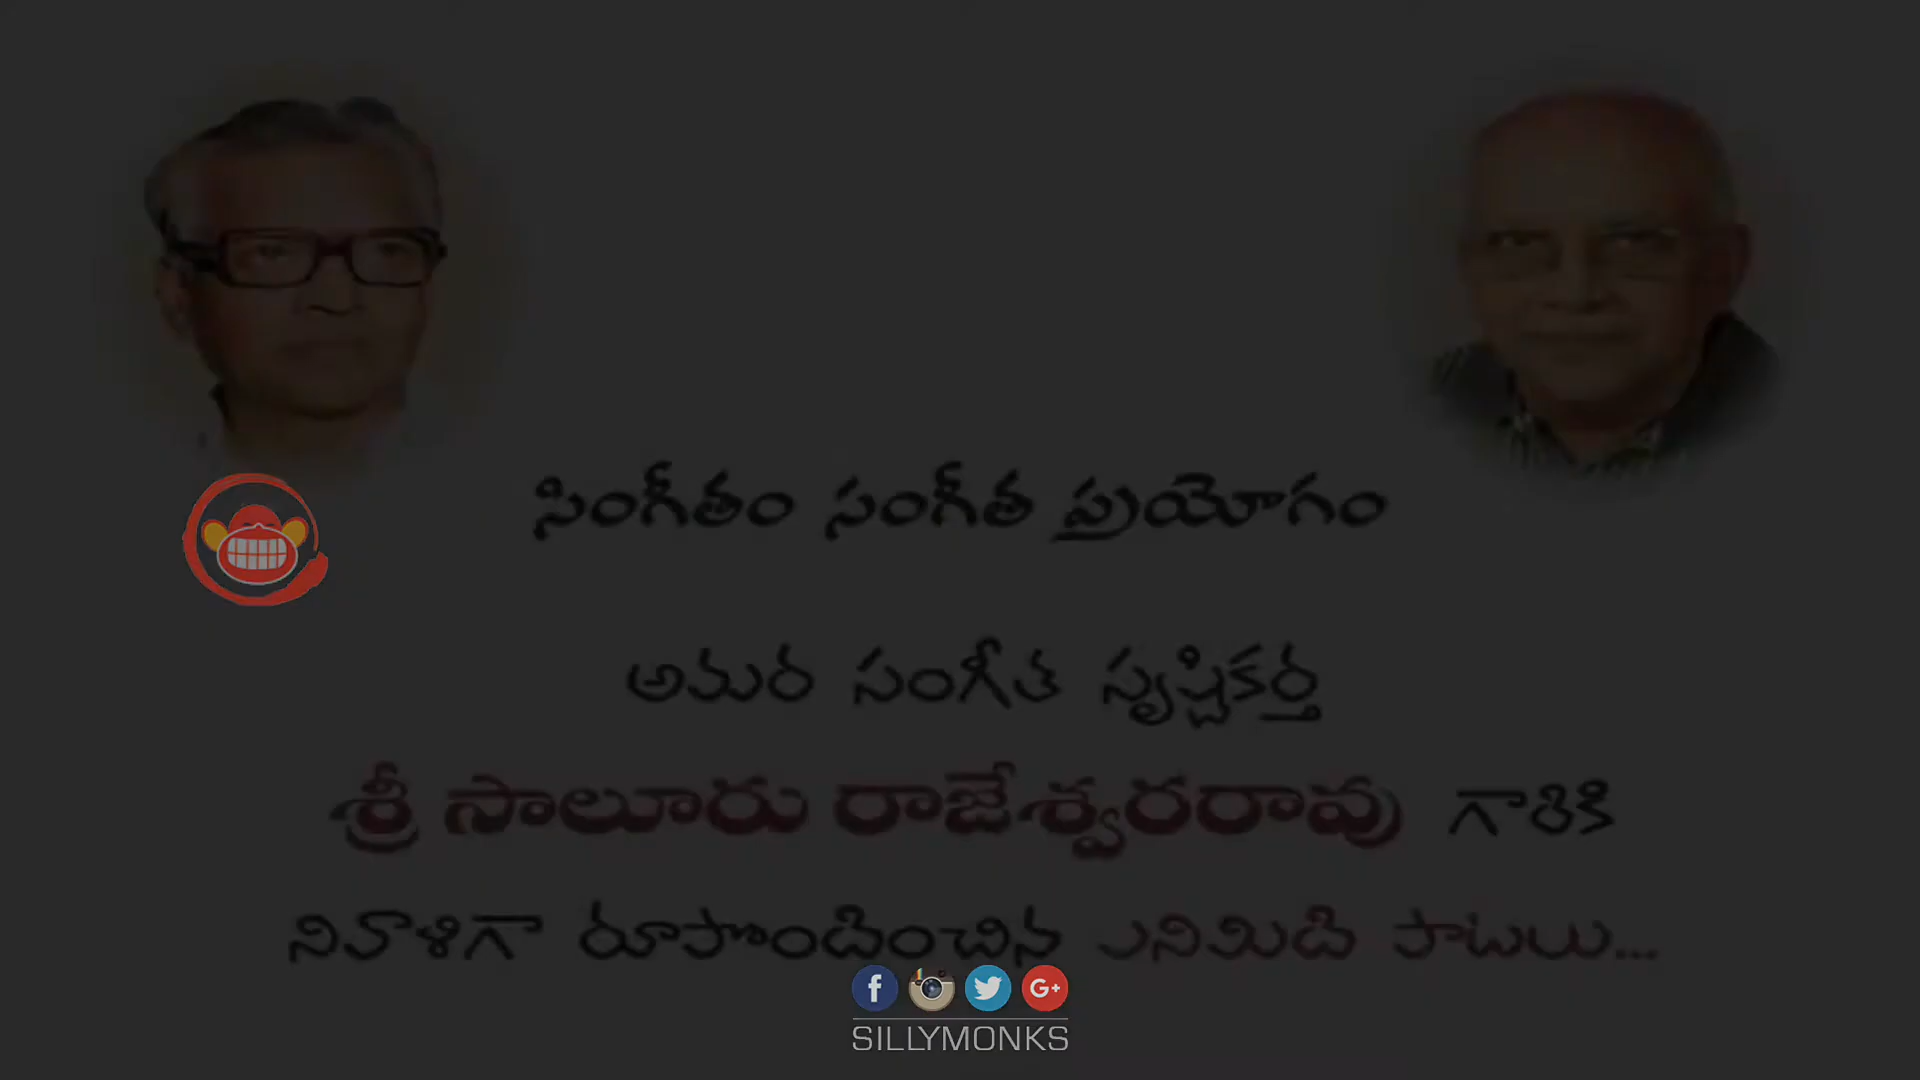 సింగీతం సంగీత ప్రయోగం
అమర సంగీత సృష్టికర్త
శ్రీ సాలూరు రాజేశ్వరరావు గారికి
నివాళిగా రూపొందించిన ఎనిమిది పాటలు...
SILLYMONKS